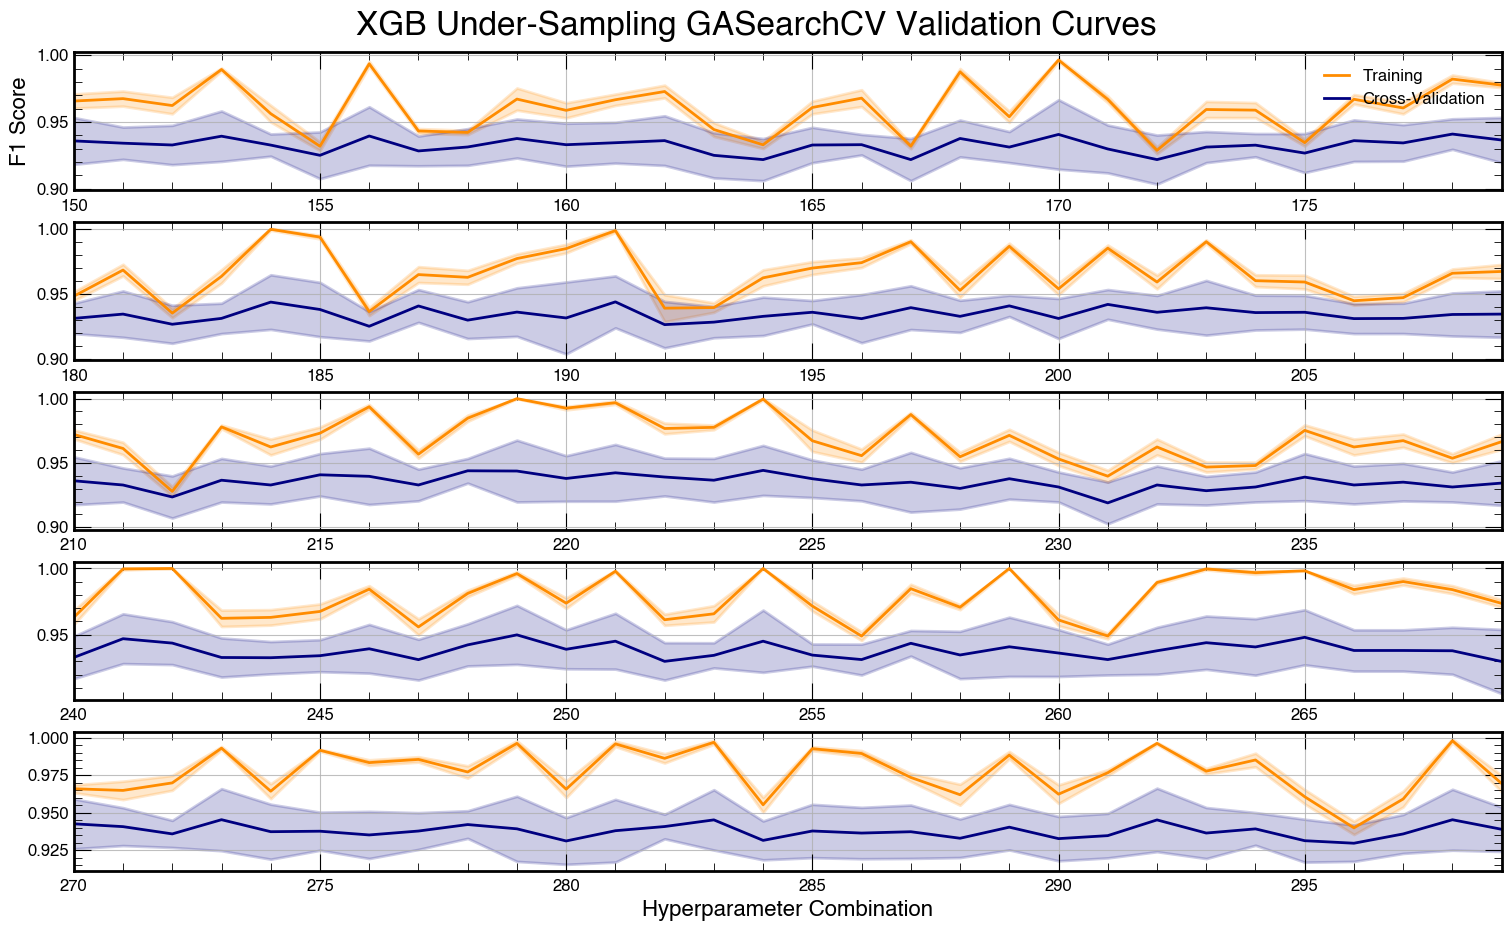 XGB Under-Sampling GASearchCV Validation Curves
F1 Score
1.00
0.95
0.90
Training
Cross-Validation
150 155 160 165 170 175
1.00
0.95
0.90
180 185 190 195 200 205
1.00
0.95
0.90
210 215 220 225 230 235
1.00
0.95
240 245 250 255 260 265
1.000
0.975
0.950
0.925
270 275 280 285 290 295
Hyperparameter Combination